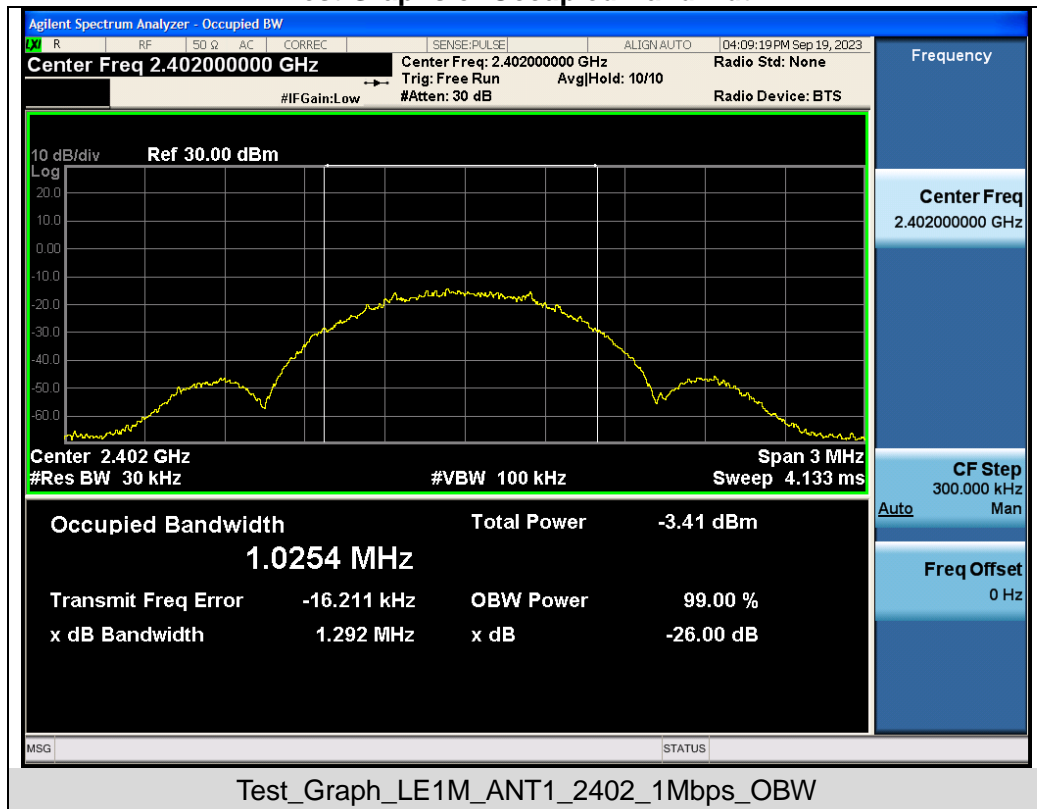 Agilent Spectrum Analyzer - Occupied BW
LXI R RF 50 Ω AC CORREC SENSE:PULSE ALIGN AUTO 04:09:19 PM Sep 19, 2023
Center Freq 2.402000000 GHz
Center Freq: 2.402000000 GHz
Radio Std: None
Trig: Free Run Avg|Hold: 10/10
#IFGain:Low #Atten: 30 dB Radio Device: BTS
10 dB/div Ref 30.00 dBm
Log
20.0
10.0
0.00
-10.0
-20.0
-30.0
-40.0
-50.0
-60.0
Center 2.402 GHz Span 3 MHz
#Res BW 30 kHz #VBW 100 kHz Sweep 4.133 ms
Occupied Bandwidth Total Power -3.41 dBm
1.0254 MHz
Transmit Freq Error -16.211 kHz OBW Power 99.00 %
x dB Bandwidth 1.292 MHz x dB -26.00 dB
MSG STATUS
Frequency
Center Freq
2.402000000 GHz
CF Step
300.000 kHz
Auto Man
Freq Offset
0 Hz
Test_Graph_LE1M_ANT1_2402_1Mbps_OBW